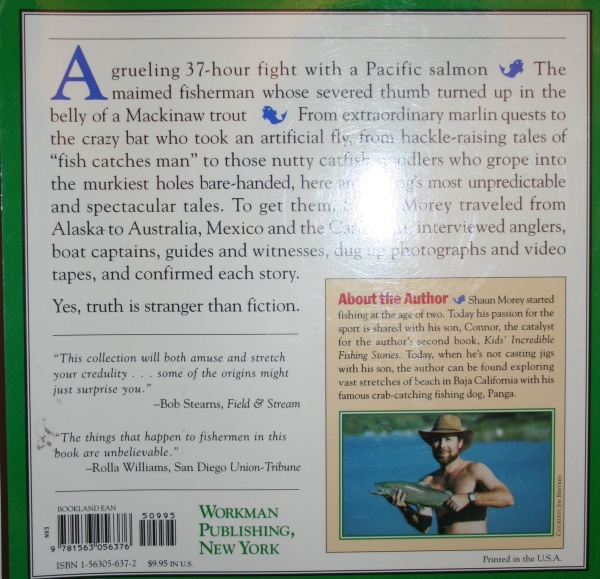 A grueling 37-hour fight with a Pacific salmon The
maimed fisherman whose severed thumb turned up in the
belly of a Mackinaw trout From extraordinary marlin quests to
the crazy bat who took an artificial fly, from hackle-raising tales of
"fish catches man" to those nutty catfish noodlers who grope into
the murkiest holes bare-handed, here are most unpredictable
and spectacular tales. To get them, Morey traveled from
Alaska to Australia, Mexico and the interviewed anglers,
boat captains, guides and witnesses, dug up photographs and video
tapes, and confirmed each story.
Yes, truth is stranger than fiction.
"This collection will both amuse and stretch
your credulity . . . some of the origins might
just surprise you."
–Bob Stearns, Field & Stream
"The things that happen to fishermen in this
book are unbelievable."
–Rolla Williams, San Diego Union-Tribune
About the Author Shaun Morey started
fishing at the age of two. Today his passion for the
sport is shared with his son, Connor, the catalyst
for the author's second book, Kids' Incredible
Fishing Stories. Today, when he's not casting jigs
with his son, the author can be found exploring
vast stretches of beach in Baja California with his
famous crab-catching fishing dog, Panga.
BOOKLAND EAN
50995
EAN
9 781563 056376
ISBN 1-56305-637-2 $9.95 IN U.S.
WORKMAN
PUBLISHING,
NEW YORK
COURTESY JIM
Printed in the U.S.A.